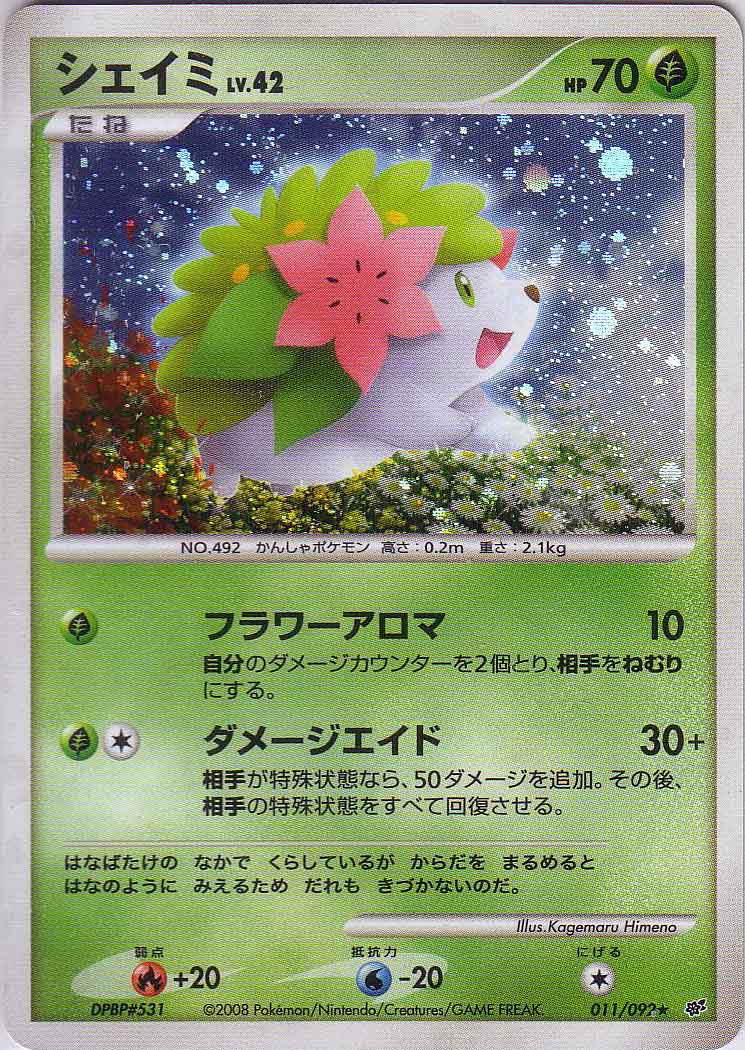 シェイミ LV.42 HP 70
たね
NO.492 かんしゃポケモン 高さ：0.2m 重さ：2.1kg
フラワーアロマ 10
自分のダメージカウンターを2個とり、相手をねむり
にする。
ダメージエイド 30+
相手が特殊状態なら、50ダメージを追加。その後、
相手の特殊状態をすべて回復させる。
はなばたけの なかで くらしているが からだを まるめると
はなのように みえるため だれも きづかないのだ。
Illus.Kagemaru Himeno
弱点 抵抗力 にげる
+20 -20
DPBP#531 ©2008 Pokémon/Nintendo/Creatures/GAME FREAK. 011/092★